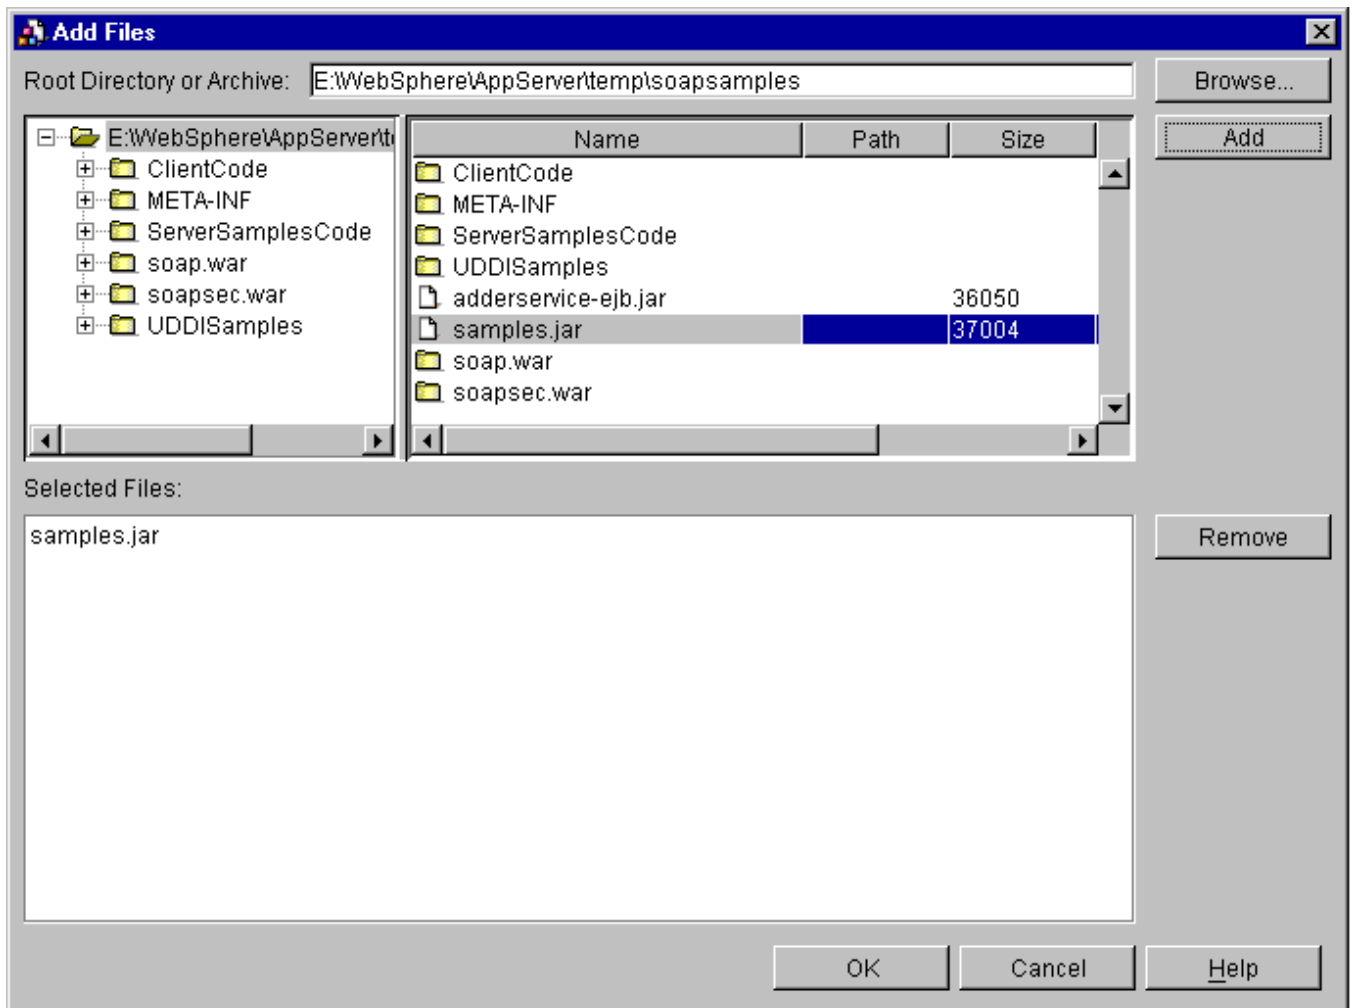 Add Files
Root Directory or Archive: E:\WebSphere\AppServer\temp\soapsamples Browse...
E:\WebSphere\AppServer\t Name Path Size Add
ClientCode ClientCode
META-INF META-INF
ServerSamplesCode ServerSamplesCode
soap.war UDDISamples
soapsec.war adderservice-ejb.jar 36050
UDDISamples samples.jar 37004
soap.war
soapsec.war
Selected Files:
samples.jar Remove
OK Cancel Help